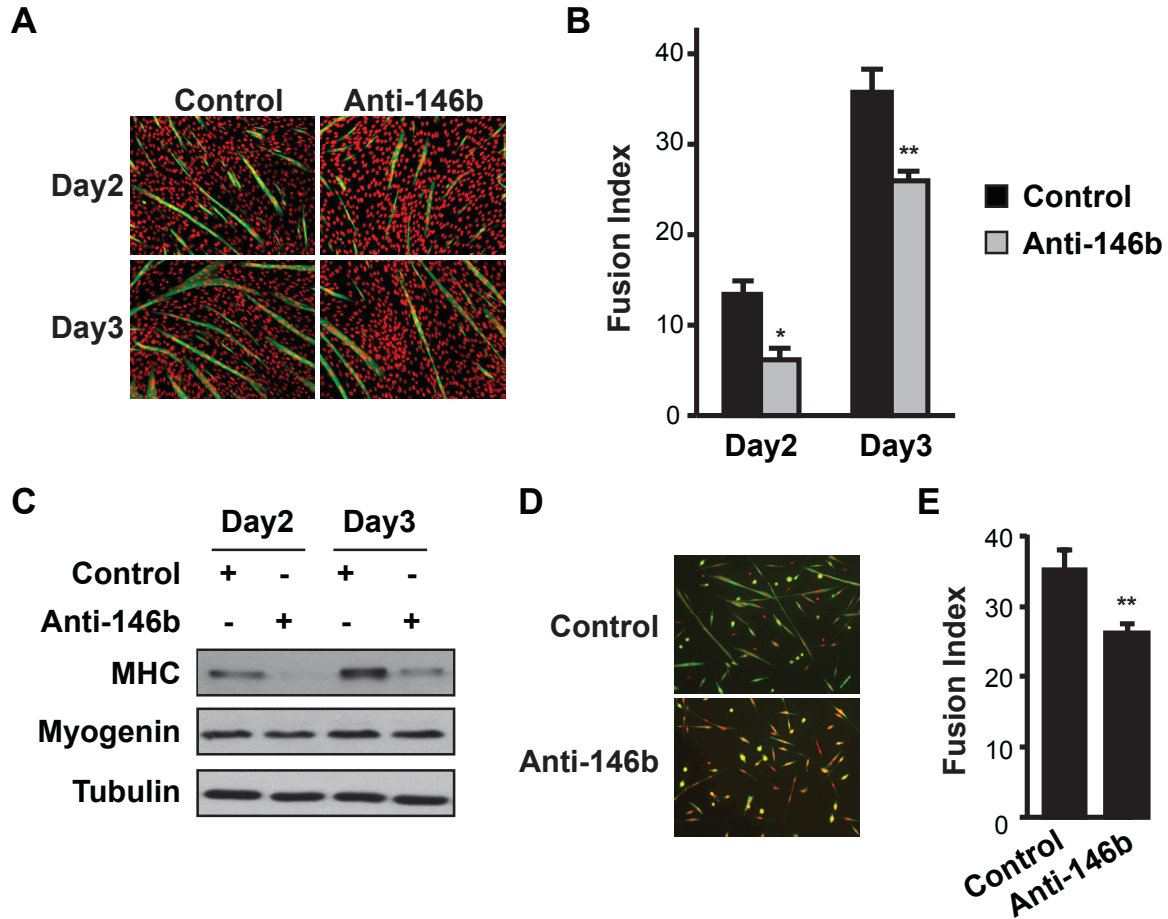 A
Control Anti-146b
Day2
Day3
B
Fusion Index
40
30
20
10
0
*
**
Day2 Day3
Control
Anti-146b
C
Day2 Day3
Control + - + -
Anti-146b - + - +
MHC
Myogenin
Tubulin
D
Control
Anti-146b
E
Fusion Index
40
30
20
10
0
**
Control
Anti-146b